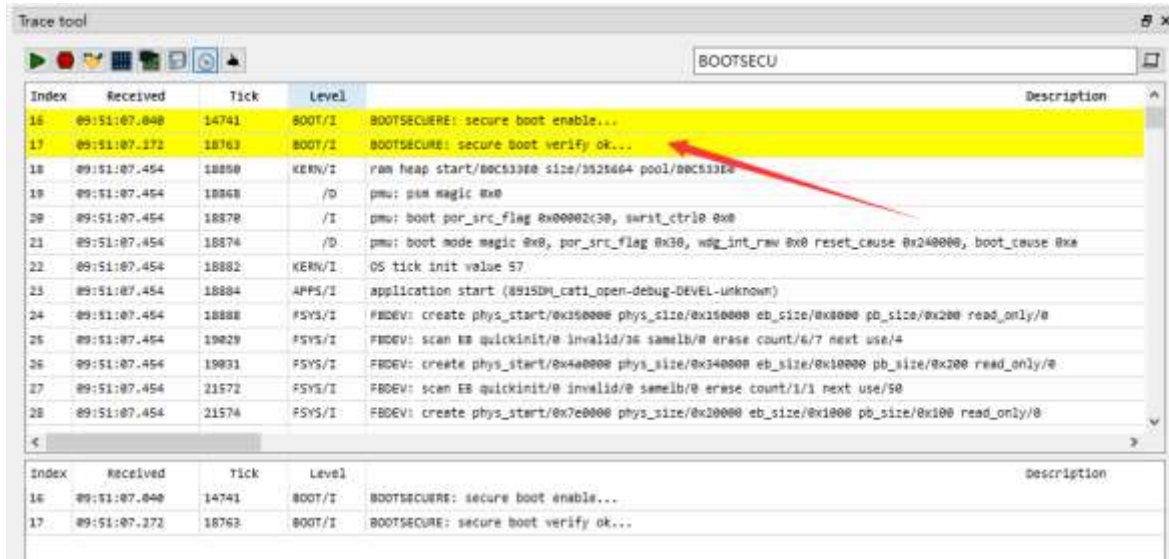 Trace tool
BOOTSECU
Index Received Tick Level Description
16 09:51:07.040 14741 BOOT/I BOOTSECUERE: secure boot enable...
17 09:51:07.272 18763 BOOT/I BOOTSECURE: secure boot verify ok...
18 09:51:07.454 18850 KERN/I ram heap start/80C533E0 size/3525664 pool/80C533E0
19 09:51:07.454 18868 /D pmu: psm magic 0x0
20 09:51:07.454 18870 /I pmu: boot por_src_flag 0x00002c30, swrst_ctrl0 0x0
21 09:51:07.454 18874 /D pmu: boot mode magic 0x0, por_src_flag 0x30, wdg_int_raw 0x0 reset_cause 0x240000, boot_cause 0xa
22 09:51:07.454 18882 KERN/I OS tick init value 57
23 09:51:07.454 18884 APPS/I application start (8915DM_cat1_open-debug-DEVEL-unknown)
24 09:51:07.454 18888 FSYS/I FBDEV: create phys_start/0x350000 phys_size/0x150000 eb_size/0x8000 pb_size/0x200 read_only/0
25 09:51:07.454 19029 FSYS/I FBDEV: scan EB quickinit/0 invalid/36 samelb/0 erase count/6/7 next use/4
26 09:51:07.454 19031 FSYS/I FBDEV: create phys_start/0x4a0000 phys_size/0x340000 eb_size/0x10000 pb_size/0x200 read_only/0
27 09:51:07.454 21572 FSYS/I FBDEV: scan EB quickinit/0 invalid/0 samelb/0 erase count/1/1 next use/50
28 09:51:07.454 21574 FSYS/I FBDEV: create phys_start/0x7e0000 phys_size/0x20000 eb_size/0x1000 pb_size/0x100 read_only/0
Index Received Tick Level Description
16 09:51:07.040 14741 BOOT/I BOOTSECUERE: secure boot enable...
17 09:51:07.272 18763 BOOT/I BOOTSECURE: secure boot verify ok...